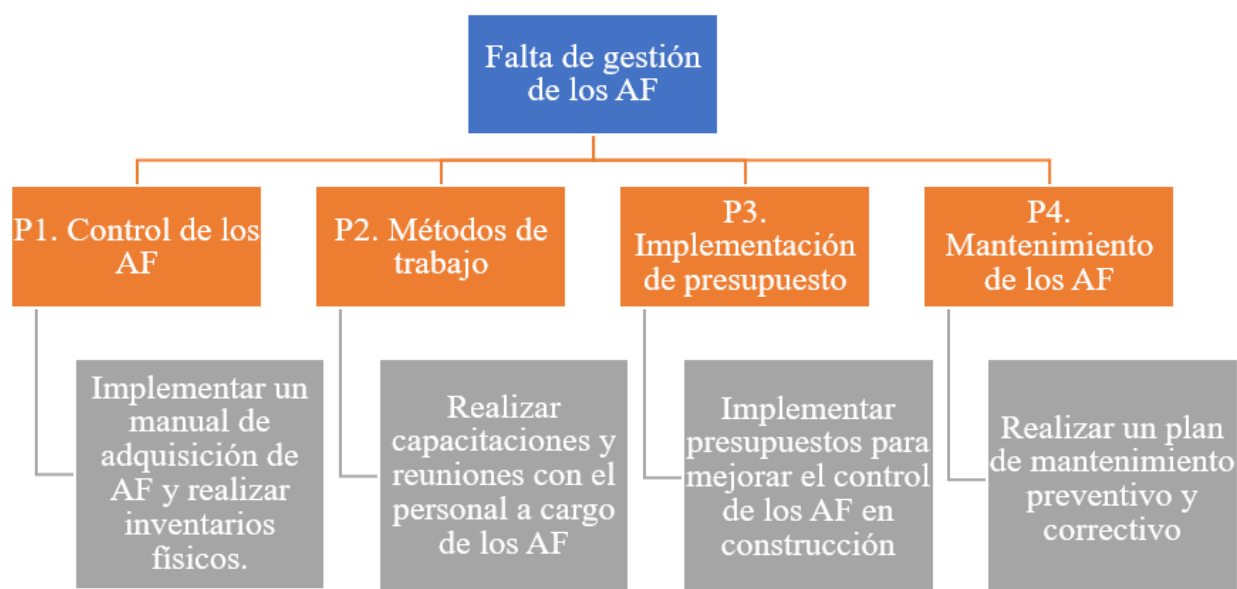 Falta de gestión
de los AF
P1. Control de los
AF
P2. Métodos de
trabajo
P3.
Implementación
de presupuesto
P4.
Mantenimiento
de los AF
Implementar un
manual de
adquisición de
AF y realizar
inventarios
físicos.
Realizar
capacitaciones y
reuniones con el
personal a cargo
de los AF
Implementar
presupuestos para
mejorar el control
de los AF en
construcción
Realizar un plan
de mantenimiento
preventivo y
correctivo